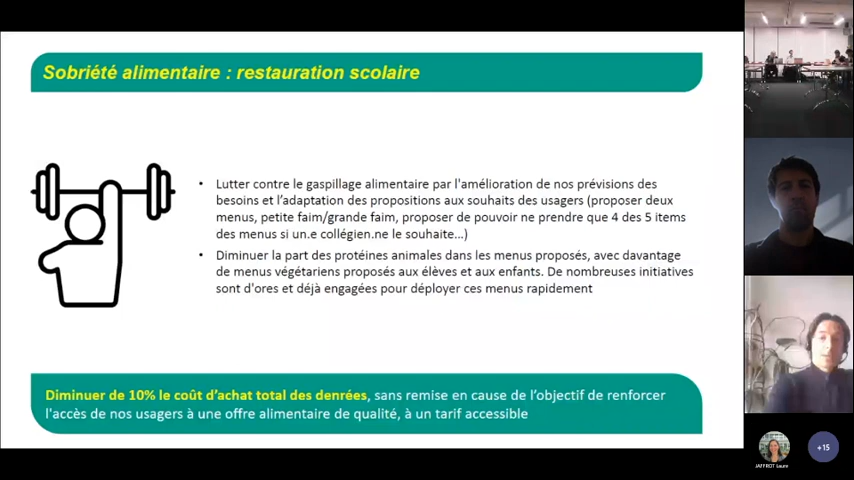 Sobriété alimentaire : restauration scolaire
• Lutter contre le gaspillage alimentaire par l'amélioration de nos prévisions des
besoins et l'adaptation des propositions aux souhaits des usagers (proposer deux
menus, petite faim/grande faim, proposer de pouvoir ne prendre que 4 des 5 items
des menus si un.e collégien.ne le souhaite...)
• Diminuer la part des protéines animales dans les menus proposés, avec davantage
de menus végétariens proposés aux élèves et aux enfants. De nombreuses initiatives
sont d'ores et déjà engagées pour déployer ces menus rapidement
Diminuer de 10% le coût d'achat total des denrées, sans remise en cause de l'objectif de renforcer
l'accès de nos usagers à une offre alimentaire de qualité, à un tarif accessible
JAFFROT Laure
+15